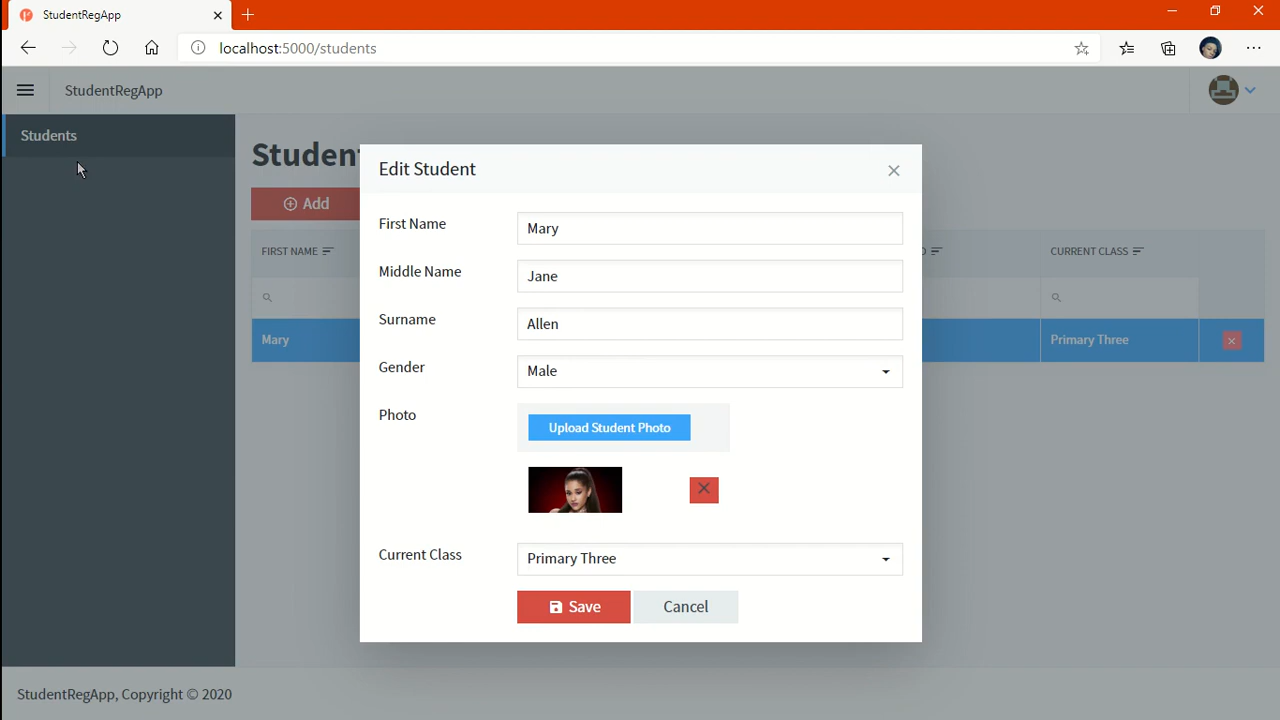 StudentRegApp
localhost:5000/students
StudentRegApp
Students
Studen
Add
FIRST NAME
CURRENT CLASS
Mary
Primary Three
Edit Student
First Name
Mary
Middle Name
Jane
Surname
Allen
Gender
Male
Photo
Upload Student Photo
Current Class
Primary Three
Save
Cancel
StudentRegApp, Copyright © 2020